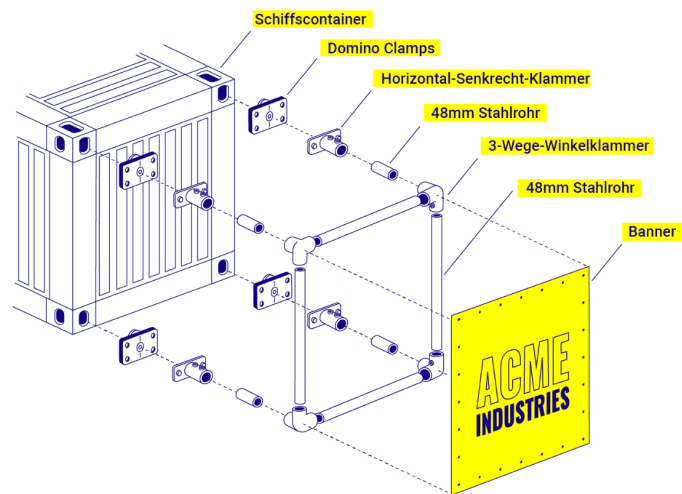 Schiffscontainer
Domino Clamps
Horizontal-Senkrecht-Klammer
48mm Stahlrohr
3-Wege-Winkelklammer
48mm Stahlrohr
Banner
ACME
INDUSTRIES